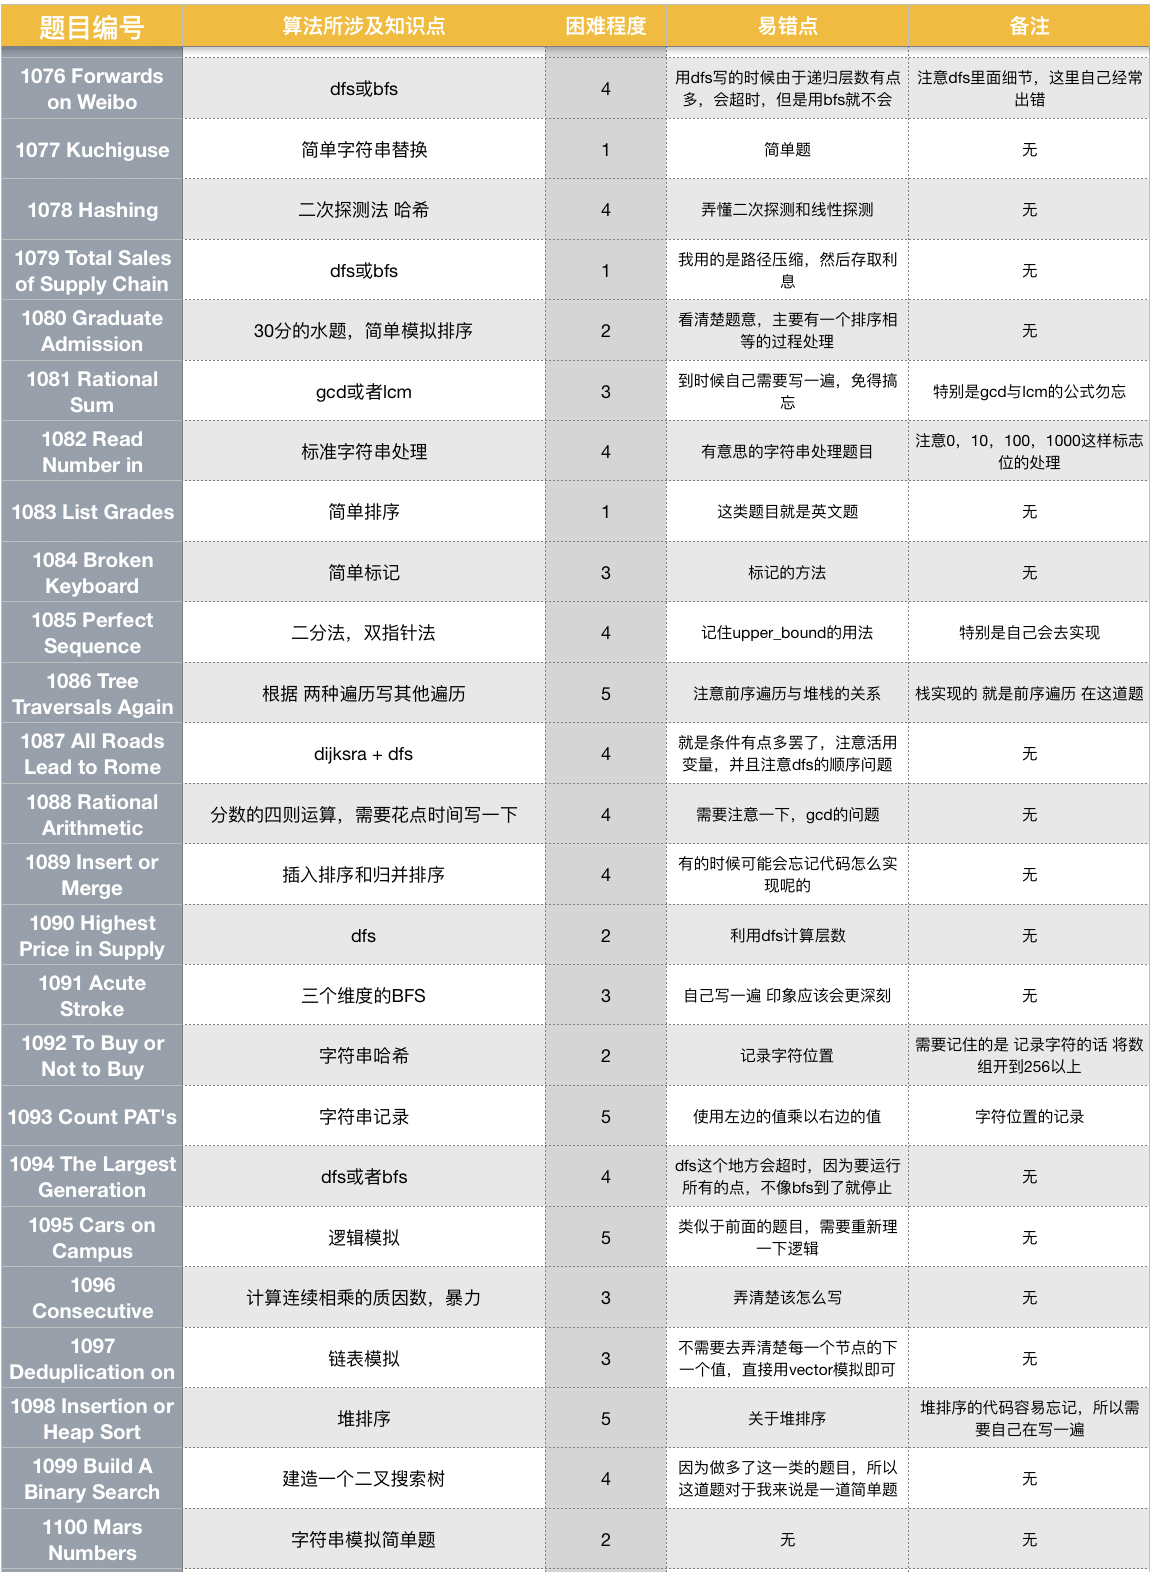 题目编号 算法所涉及知识点 困难程度 易错点 备注
1076 Forwards on Weibo dfs或bfs 4 用dfs写的时候由于递归层数有点多，会超时，但是用bfs就不会 注意dfs里面细节，这里自己经常出错
1077 Kuchiguse 简单字符串替换 1 简单题 无
1078 Hashing 二次探测法 哈希 4 弄懂二次探测和线性探测 无
1079 Total Sales of Supply Chain dfs或bfs 1 我用的是路径压缩，然后存取利息 无
1080 Graduate Admission 30分的水题，简单模拟排序 2 看清楚题意，主要有一个排序相等的过程处理 无
1081 Rational Sum gcd或者lcm 3 到时候自己需要写一遍，免得搞忘 特别是gcd与lcm的公式勿忘
1082 Read Number in 标准字符串处理 4 有意思的字符串处理题目 注意0，10，100，1000这样标志位的处理
1083 List Grades 简单排序 1 这类题目就是英文题 无
1084 Broken Keyboard 简单标记 3 标记的方法 无
1085 Perfect Sequence 二分法，双指针法 4 记住upper_bound的用法 特别是自己会去实现
1086 Tree Traversals Again 根据 两种遍历写其他遍历 5 注意前序遍历与堆栈的关系 栈实现的 就是前序遍历 在这道题
1087 All Roads Lead to Rome dijksra + dfs 4 就是条件有点多罢了，注意活用变量，并且注意dfs的顺序问题 无
1088 Rational Arithmetic 分数的四则运算，需要花点时间写一下 4 需要注意一下，gcd的问题 无
1089 Insert or Merge 插入排序和归并排序 4 有的时候可能会忘记代码怎么实现呢的 无
1090 Highest Price in Supply dfs 2 利用dfs计算层数 无
1091 Acute Stroke 三个维度的BFS 3 自己写一遍 印象应该会更深刻 无
1092 To Buy or Not to Buy 字符串哈希 2 记录字符位置 需要记住的是 记录字符的话 将数组开到256以上
1093 Count PAT's 字符串记录 5 使用左边的值乘以右边的值 字符位置的记录
1094 The Largest Generation dfs或者bfs 4 dfs这个地方会超时，因为要运行所有的点，不像bfs到了就停止 无
1095 Cars on Campus 逻辑模拟 5 类似于前面的题目，需要重新理一下逻辑 无
1096 Consecutive 计算连续相乘的质因数，暴力 3 弄清楚该怎么写 无
1097 Deduplication on 链表模拟 3 不需要去弄清楚每一个节点的下一个值，直接用vector模拟即可 无
1098 Insertion or Heap Sort 堆排序 5 关于堆排序 堆排序的代码容易忘记，所以需要自己在写一遍
1099 Build A Binary Search 建造一个二叉搜索树 4 因为做多了这一类的题目，所以这道题对于我来说是一道简单题 无
1100 Mars Numbers 字符串模拟简单题 2 无 无